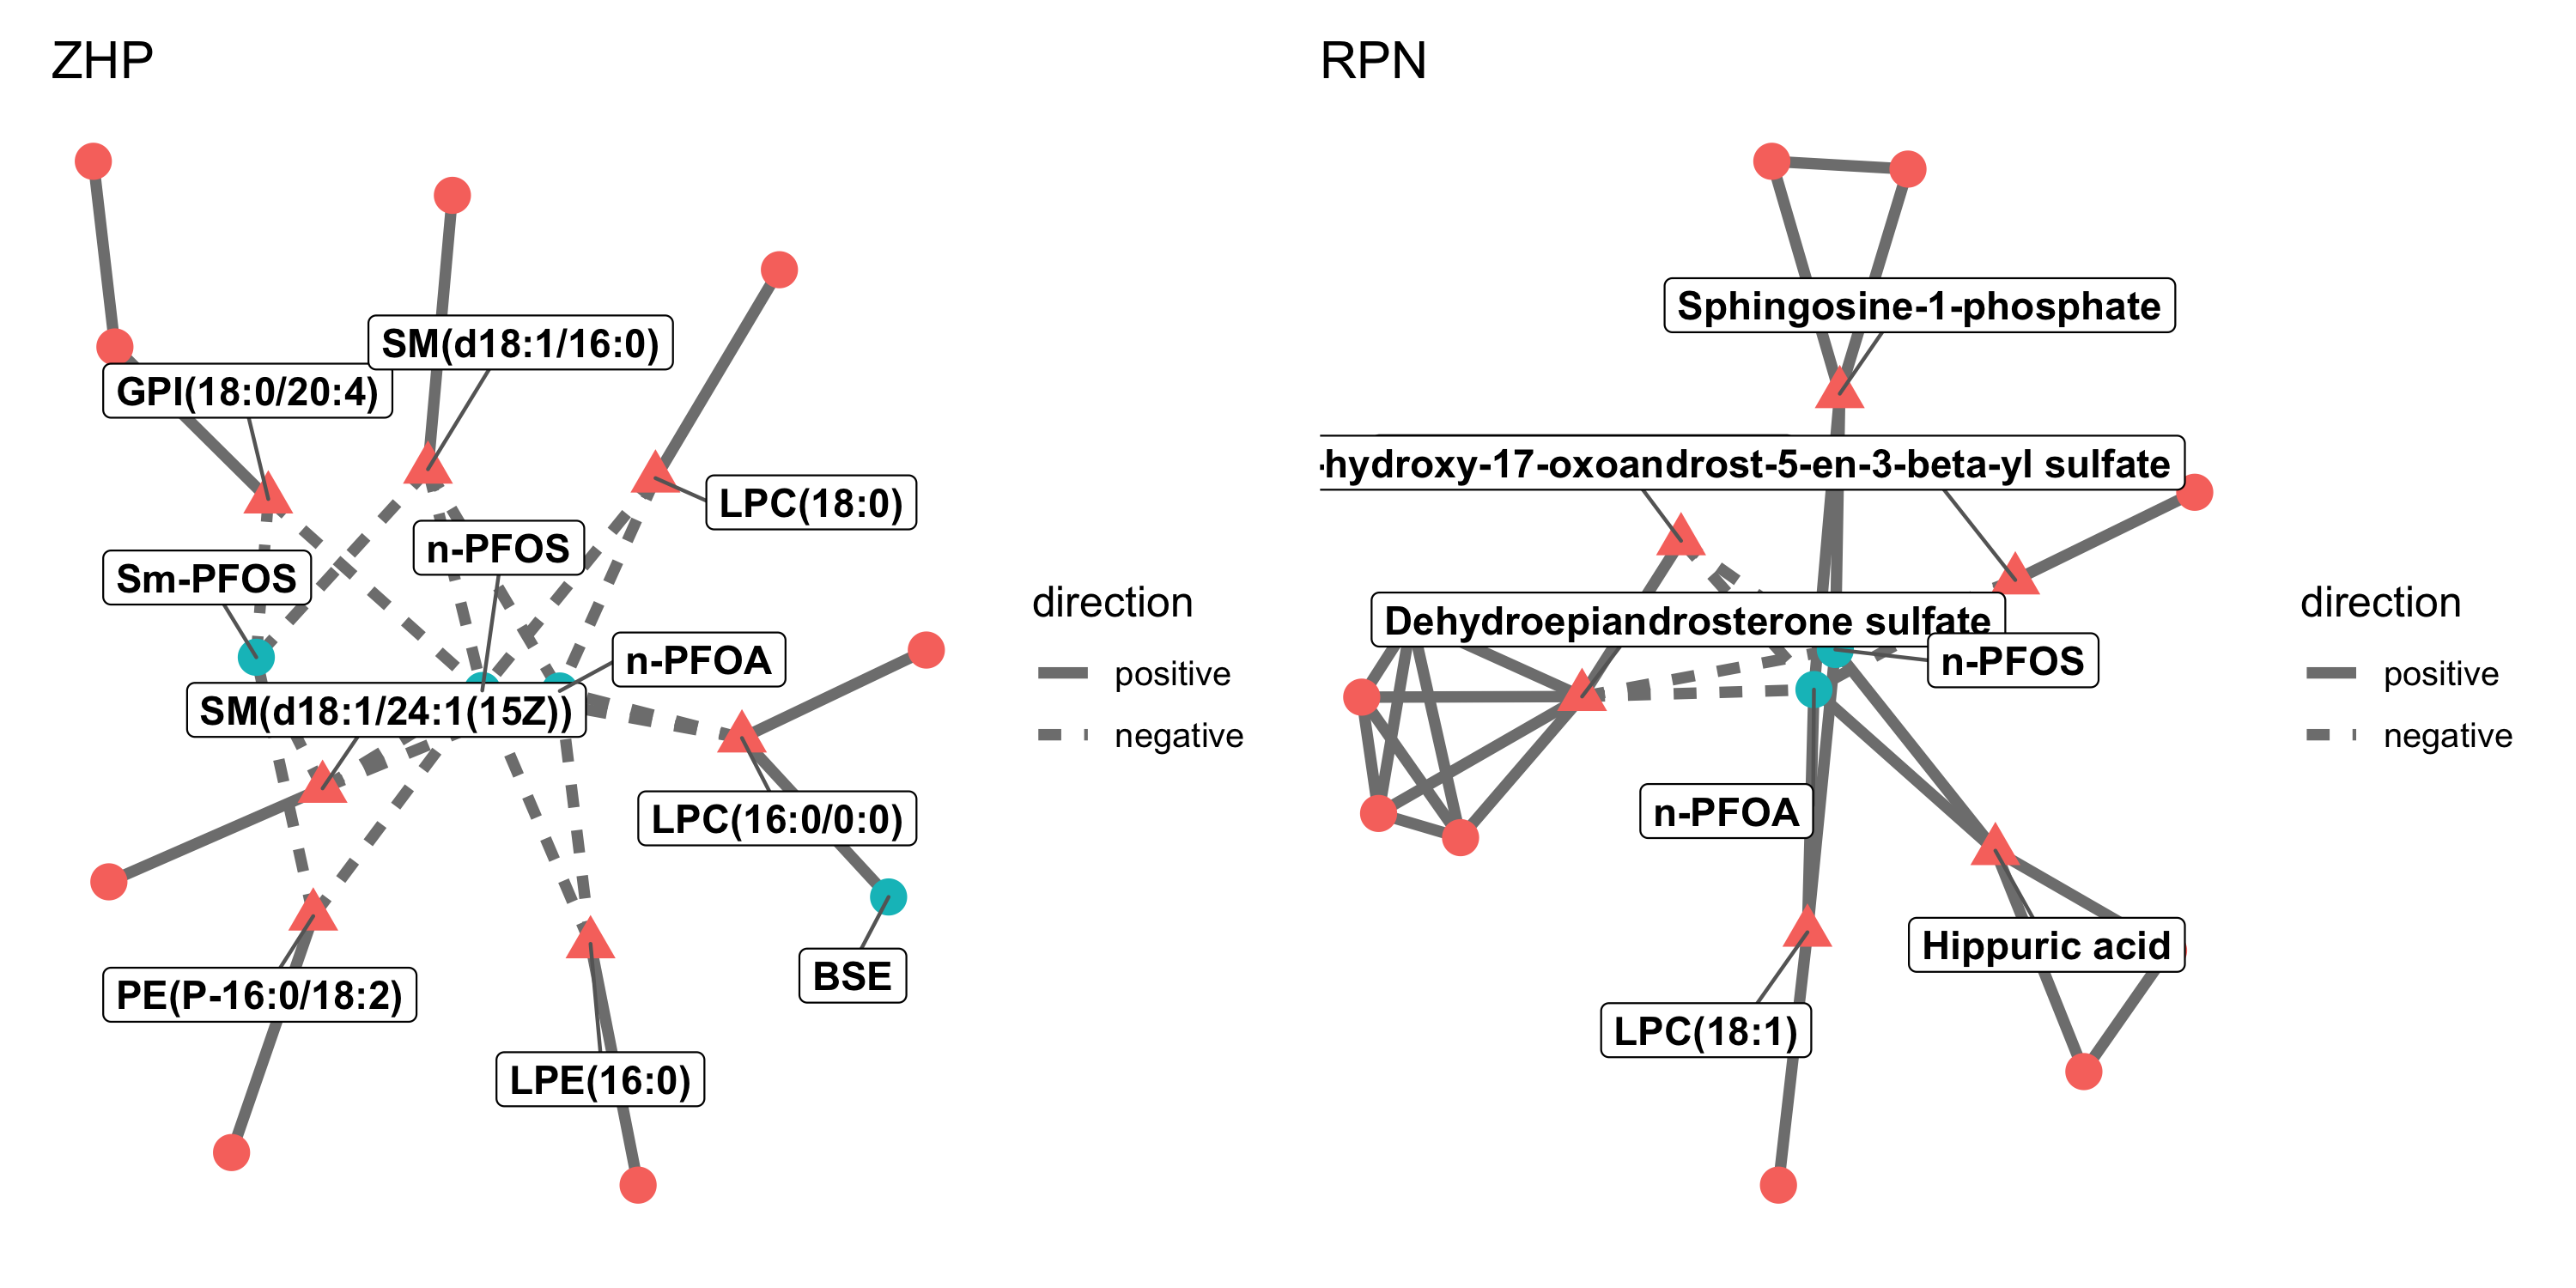 ZHP
SM(d18:1/16:0)
GPI(18:0/20:4)
LPC(18:0)
n-PFOS
Sm-PFOS
n-PFOA
SM(d18:1/24:1(15Z))
LPC(16:0/0:0)
BSE
PE(P-16:0/18:2)
LPE(16:0)
direction
positive
negative
RPN
Sphingosine-1-phosphate
-hydroxy-17-oxoandrost-5-en-3-beta-yl sulfate
Dehydroepiandrosterone sulfate
n-PFOS
n-PFOA
Hippuric acid
LPC(18:1)
direction
positive
negative